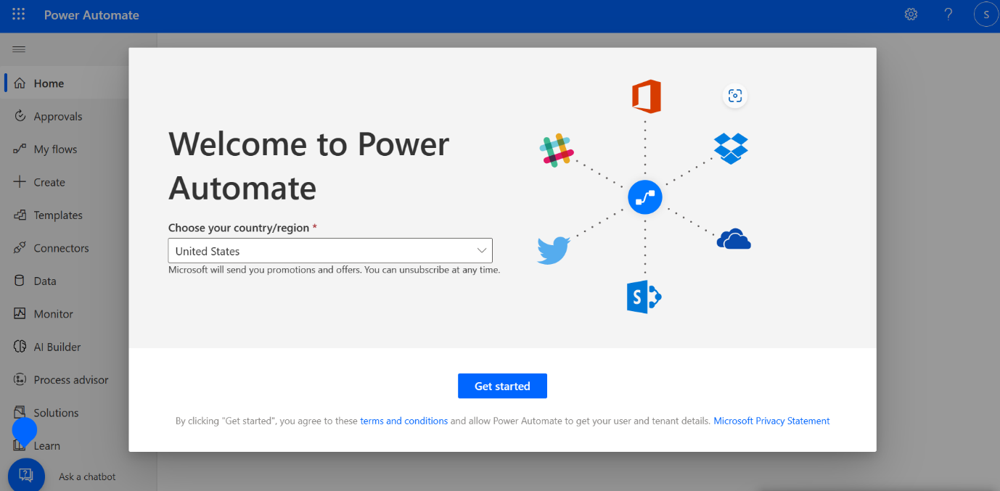 Power Automate
?
S
Home
Approvals
My flows
Create
Templates
Connectors
Data
Monitor
AI Builder
Process advisor
Solutions
Learn
Ask a chatbot
Welcome to Power
Automate
Choose your country/region *
United States
Microsoft will send you promotions and offers. You can unsubscribe at any time.
S
Get started
By clicking "Get started", you agree to these terms and conditions and allow Power Automate to get your user and tenant details. Microsoft Privacy Statement